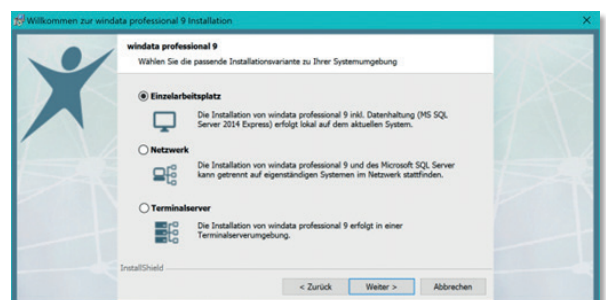 Willkommen zur windata professional 9 Installation
windata professional 9
Wählen Sie die passende Installationsvariante zu Ihrer Systemumgebung
Einzelarbeitsplatz
Die Installation von windata professional 9 inkl. Datenhaltung (MS SQL
Server 2014 Express) erfolgt lokal auf dem aktuellen System.
Netzwerk
Die Installation von windata professional 9 und des Microsoft SQL Server
kann getrennt auf eigenständigen Systemen im Netzwerk stattfinden.
Terminalserver
Die Installation von windata professional 9 erfolgt in einer
Terminalserverumgebung.
InstallShield
< Zurück Weiter > Abbrechen